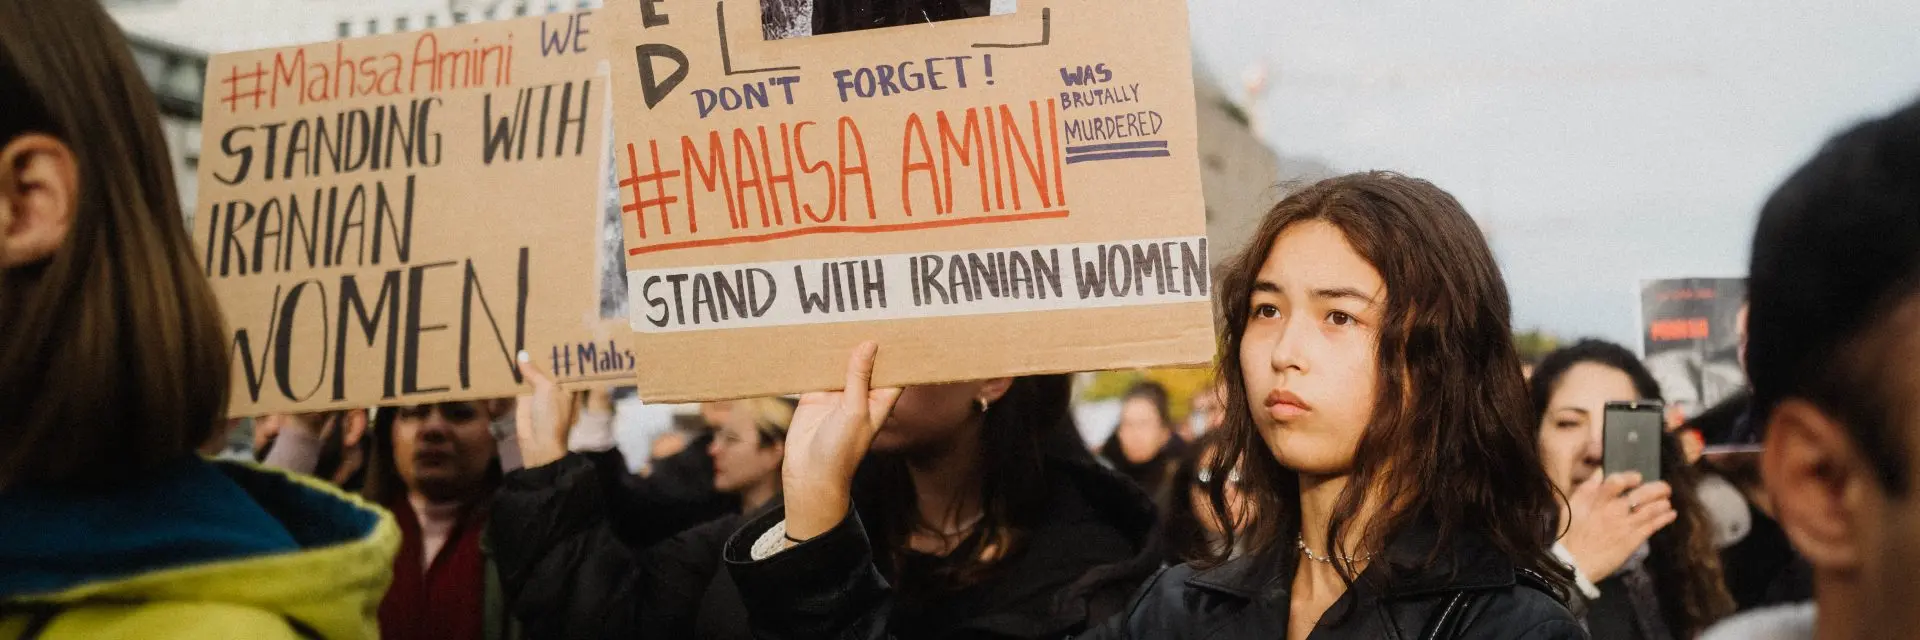 #MahsaAmini WE
STANDING WITH
IRANIAN
WOMEN
#Mahs
E
D
DON'T FORGET!
#MAHSA AMINI
WAS
BRUTALLY
MURDERED
STAND WITH IRANIAN WOMEN